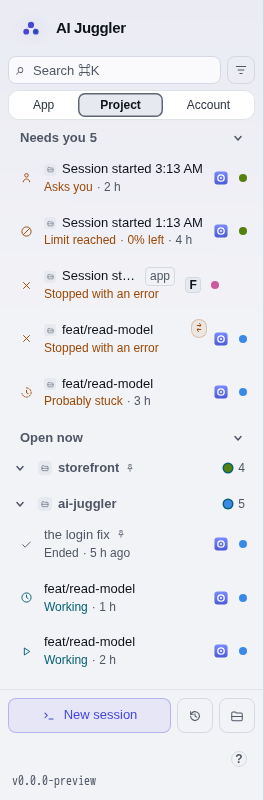 AI Juggler
Search ⌘K
App Project Account
Needs you 5
Session started 3:13 AM
Asks you · 2 h
Session started 1:13 AM
Limit reached · 0% left · 4 h
Session st… app
Stopped with an error F
feat/read-model
Stopped with an error
feat/read-model
Probably stuck · 3 h
Open now
storefront 4
ai-juggler 5
the login fix
Ended · 5 h ago
feat/read-model
Working · 1 h
feat/read-model
Working · 2 h
New session
?
v0.0.0-preview